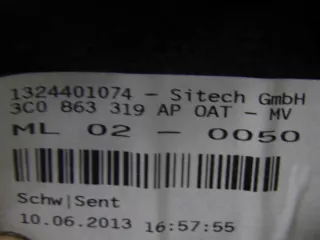 1324401074 - Sitech GmbH
3C0 863 319 AP OAT - MV
ML 02 - 0050
Schw|Sent
10.06.2013 16:57:55